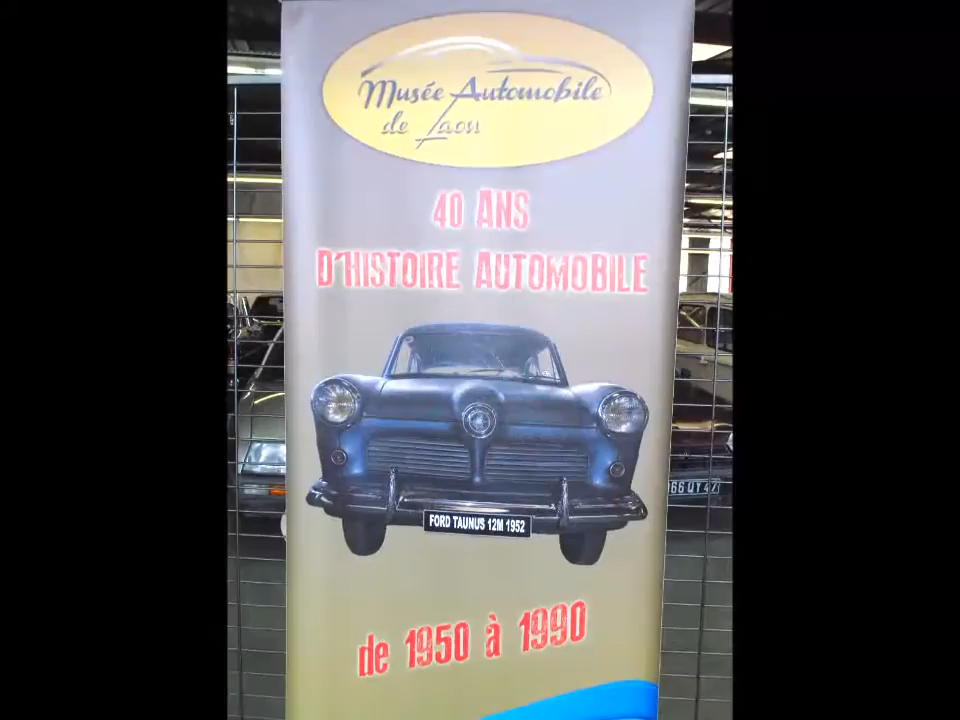 Musée Automobile
de Laon
40 ANS
D'HISTOIRE AUTOMOBILE
FORD TAUNUS 12M 1952
de 1950 à 1990